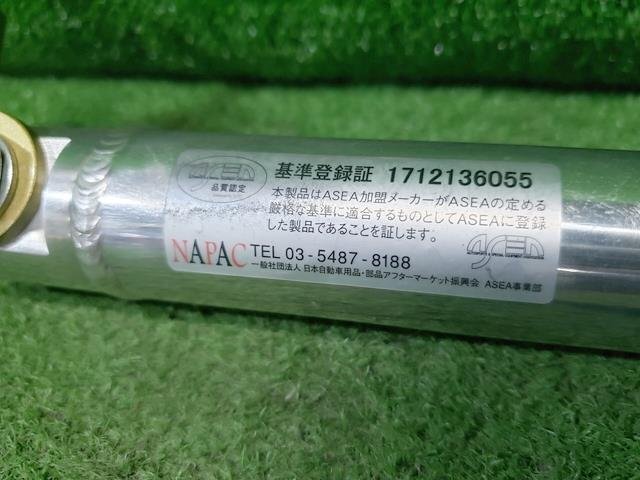 ASEA
品質認定
基準登録証 1712136055
本製品はASEA加盟メーカーがASEAの定める
厳格な基準に適合するものとしてASEAに登録
した製品であることを証します。
ASEA
NAPAC TEL 03-5487-8188
一般社団法人 日本自動車用品・部品アフターマーケット振興会 ASEA事業部